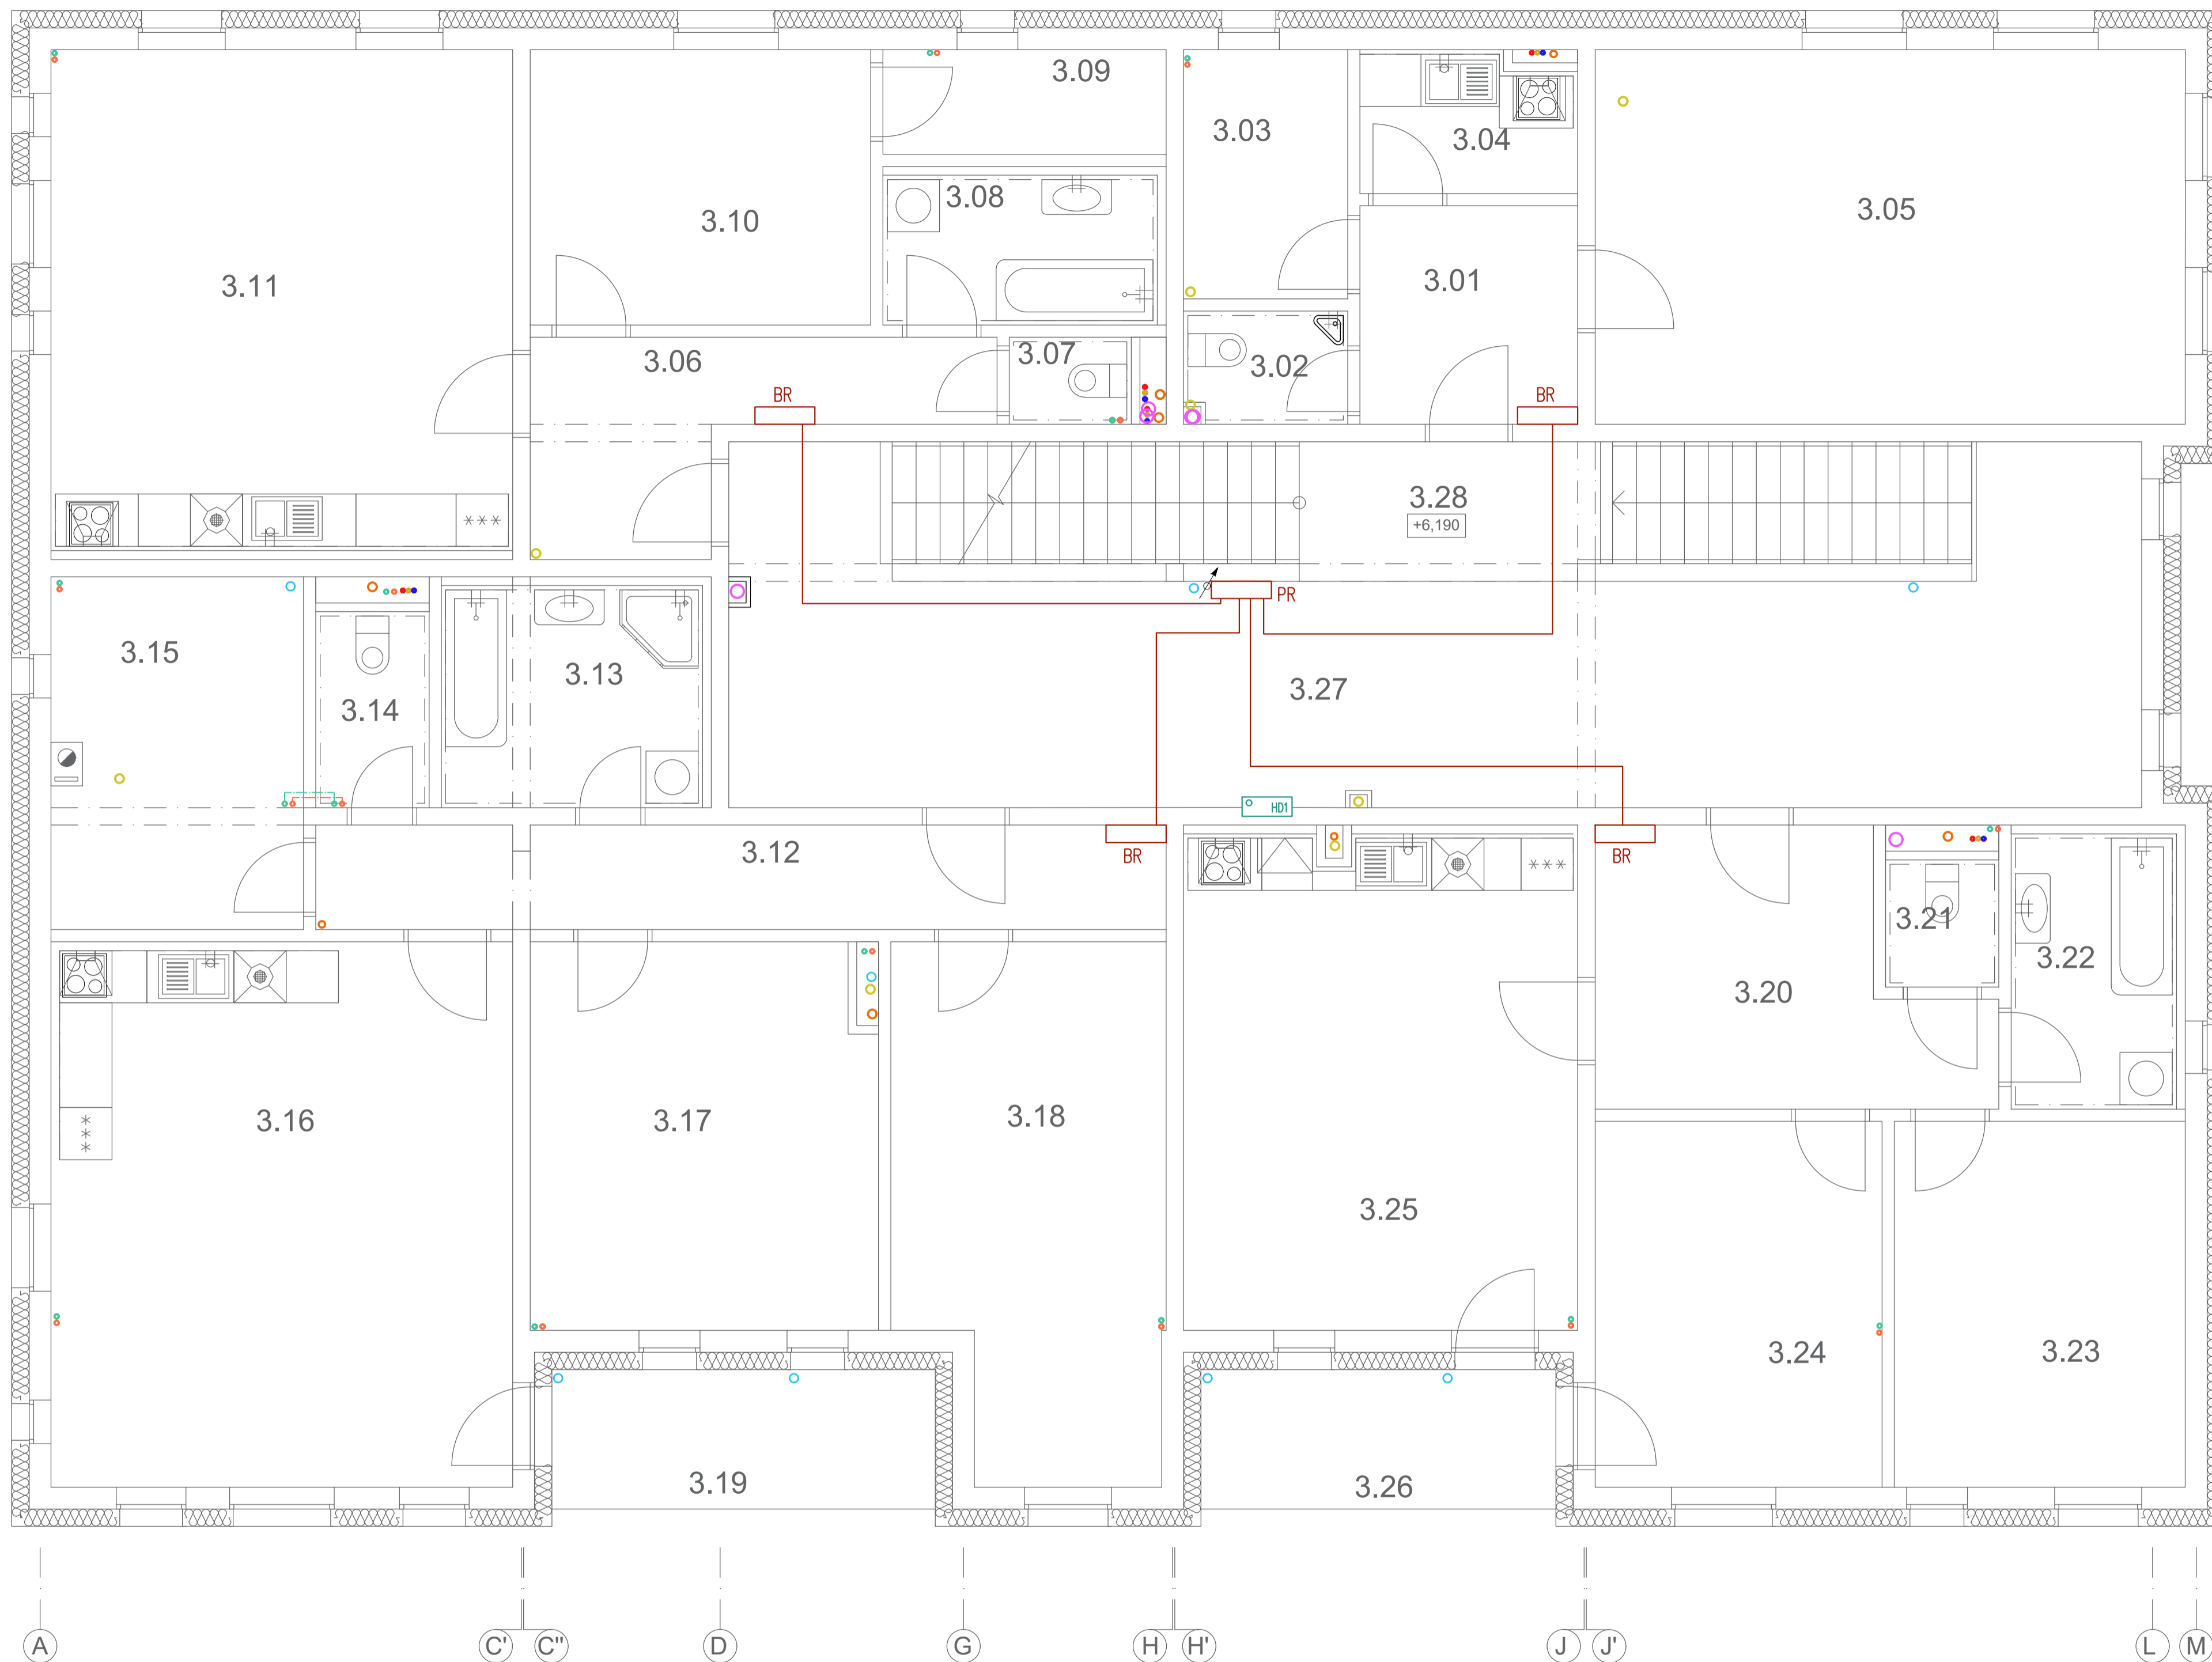 3.09
3.03
3.04
3.08
3.10
3.05
3.11
3.01
3.06
3.07
3.02
BR
BR
3.28
+6,190
***
PR
3.15
3.13
3.14
3.27
HD1
3.12
BR
BR
***
3.21
3.22
3.20
***
3.16
3.17
3.18
3.25
3.24
3.23
3.19
3.26
A
C'
C"
D
G
H
H'
J
J'
L
M